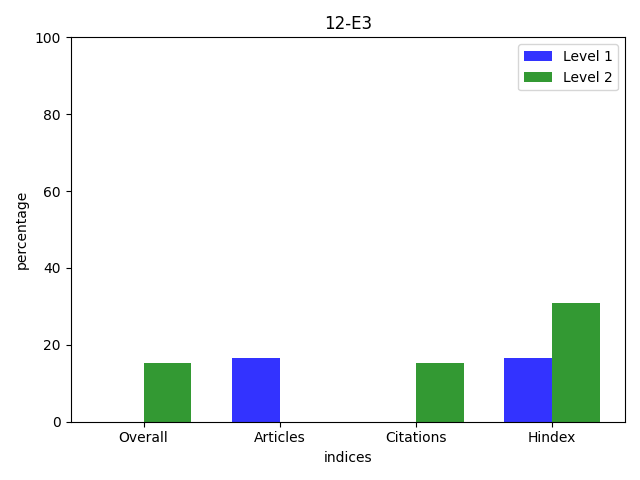 12-E3
100
80
60
40
20
0
percentage
Level 1
Level 2
Overall
Articles
Citations
Hindex
indices